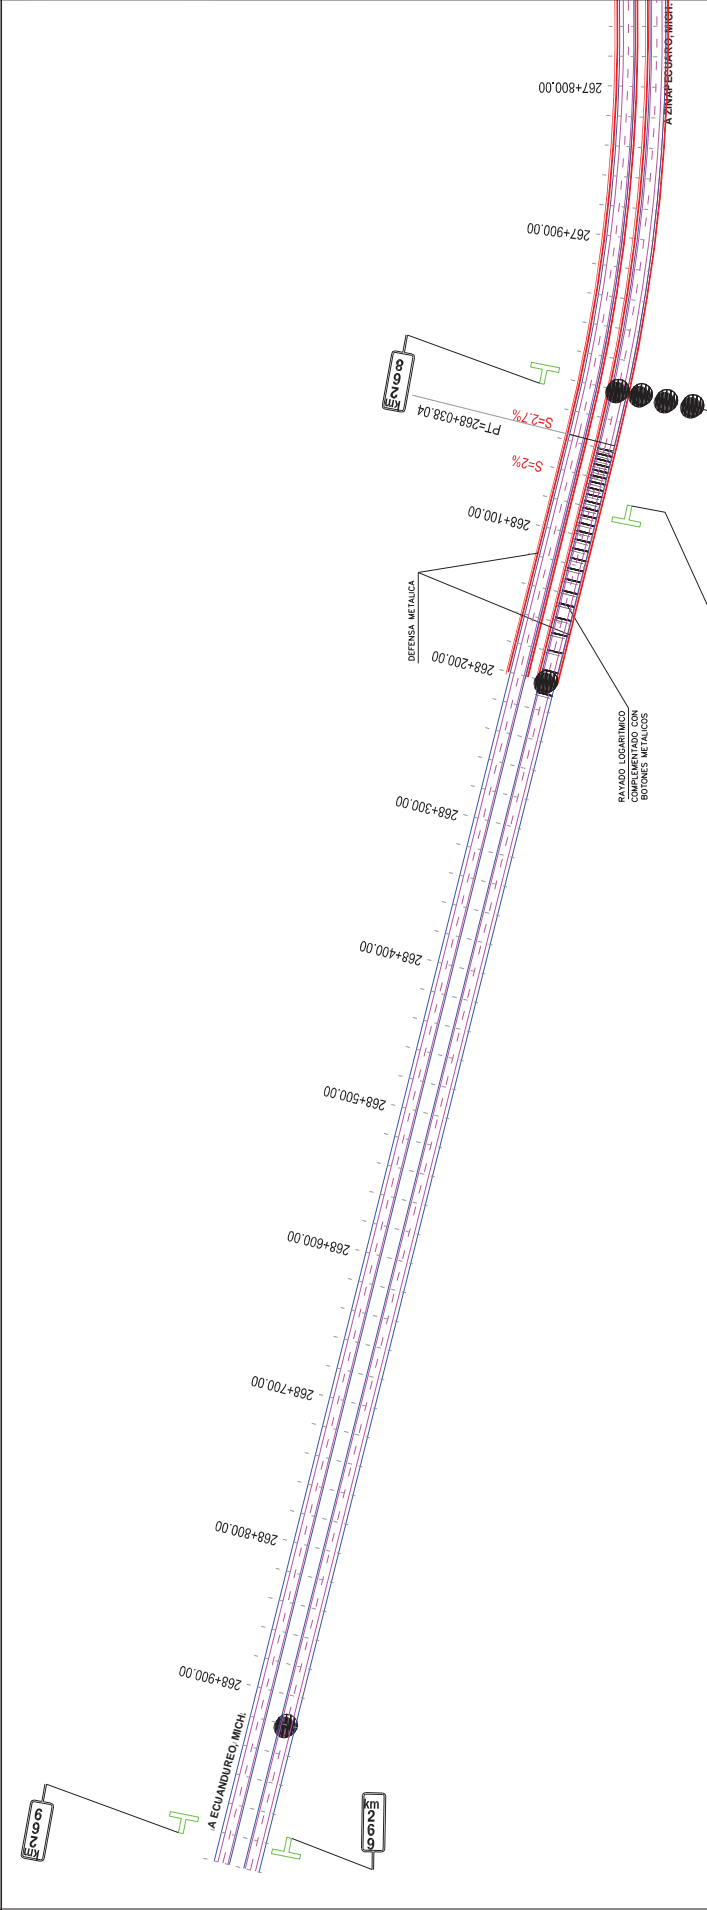 A ZINAPECUARO, MICH.
267+800.00
267+900.00
km
268
PT=268+038.04
S=2.7%
S=2%
268+100.00
DEFENSA METALICA
268+200.00
RAYADO LOGARITMICO
COMPLEMENTADO CON
BOTONES METALICOS
268+300.00
268+400.00
268+500.00
268+600.00
268+700.00
268+800.00
268+900.00
A ECUANDUREO, MICH.
km
269
km
269